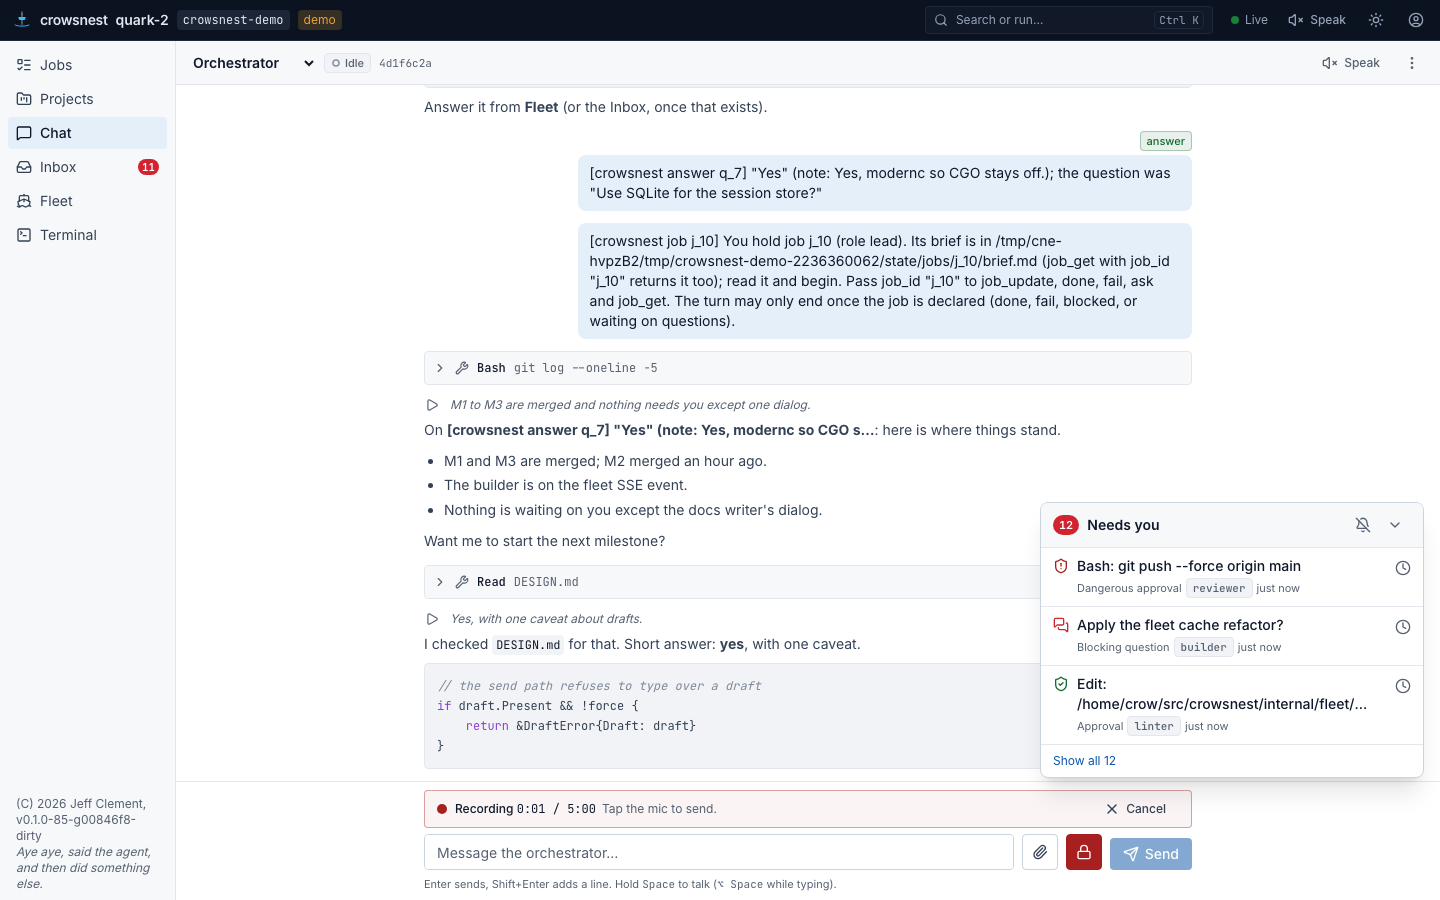 crowsnest quark-2 crowsnest-demo demo
Search or run... Ctrl K
Live
Speak
Jobs
Projects
Chat
Inbox 11
Fleet
Terminal
(C) 2026 Jeff Clement,
v0.1.0-85-g00846f8-
dirty
Aye aye, said the agent,
and then did something
else.
Orchestrator Idle 4d1f6c2a
Speak
Answer it from Fleet (or the Inbox, once that exists).
answer
[crowsnest answer q_7] "Yes" (note: Yes, modernc so CGO stays off.); the question was
"Use SQLite for the session store?"
[crowsnest job j_10] You hold job j_10 (role lead). Its brief is in /tmp/cne-
hvpzB2/tmp/crowsnest-demo-2236360062/state/jobs/j_10/brief.md (job_get with job_id
"j_10" returns it too); read it and begin. Pass job_id "j_10" to job_update, done, fail, ask
and job_get. The turn may only end once the job is declared (done, fail, blocked, or
waiting on questions).
Bash git log --oneline -5
M1 to M3 are merged and nothing needs you except one dialog.
On [crowsnest answer q_7] "Yes" (note: Yes, modernc so CGO s...: here is where things stand.
M1 and M3 are merged; M2 merged an hour ago.
The builder is on the fleet SSE event.
Nothing is waiting on you except the docs writer's dialog.
Want me to start the next milestone?
Read DESIGN.md
Yes, with one caveat about drafts.
I checked DESIGN.md for that. Short answer: yes, with one caveat.
// the send path refuses to type over a draft
if draft.Present && !force {
return &DraftError{Draft: draft}
}
12 Needs you
Bash: git push --force origin main
Dangerous approval reviewer just now
Apply the fleet cache refactor?
Blocking question builder just now
Edit:
/home/crow/src/crowsnest/internal/fleet/...
Approval linter just now
Show all 12
Recording 0:01 / 5:00 Tap the mic to send.
Cancel
Message the orchestrator...
Send
Enter sends, Shift+Enter adds a line. Hold Space to talk (⌥ Space while typing).